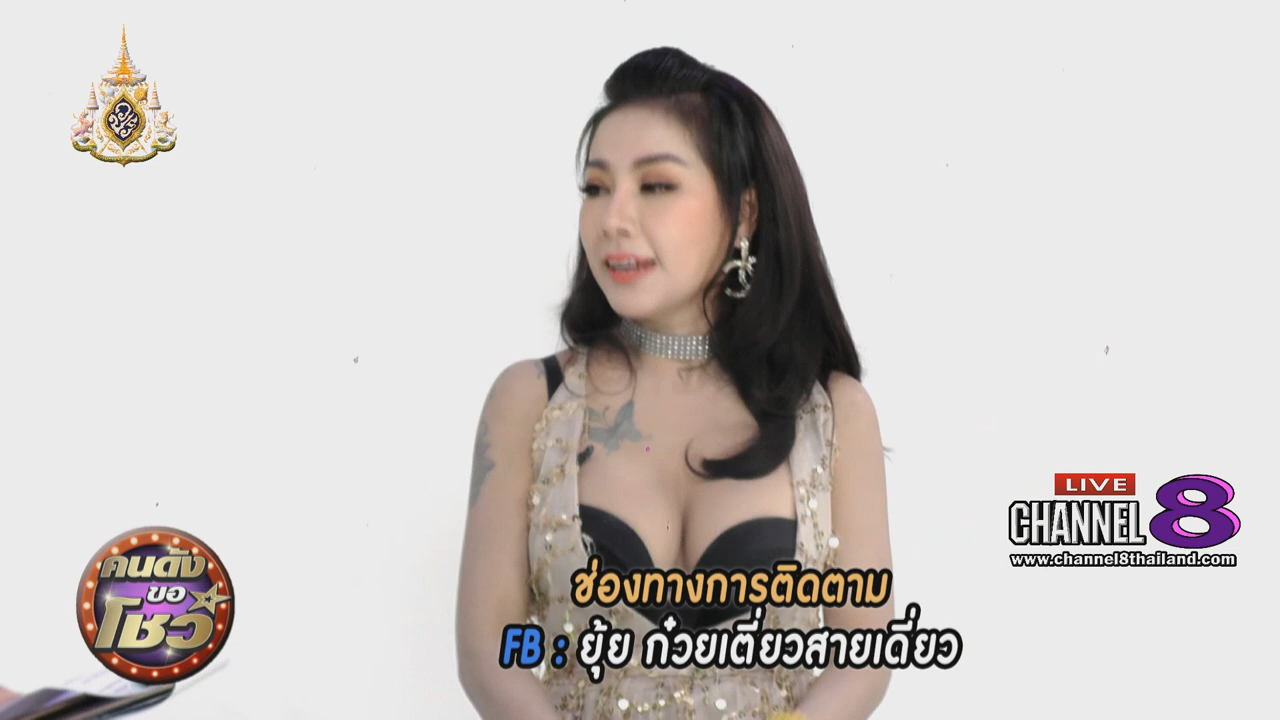 คนดัง
ขอ
โชว์
LIVE
CHANNEL 8
www.channel8thailand.com
ช่องทางการติดตาม
FB : ยุ้ย ก๋วยเตี่ยวสายเดี่ยว